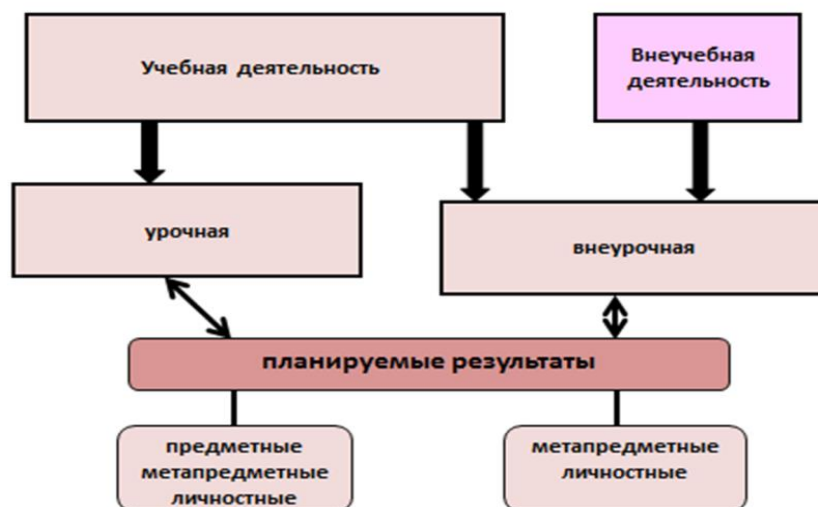 Учебная деятельность
Внеучебная
деятельность
урочная
внеурочная
планируемые результаты
предметные
метапредметные
личностные
метапредметные
личностные